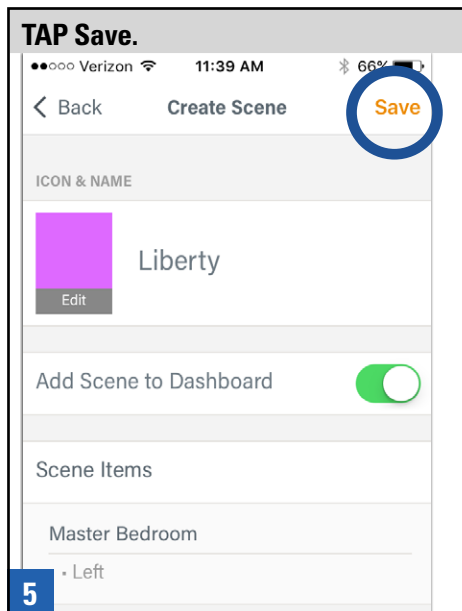 TAP Save.
●●○○○ Verizon 11:39 AM 66%
Back Create Scene Save
ICON & NAME
Liberty
Edit
Add Scene to Dashboard
Scene Items
Master Bedroom
• Left
5